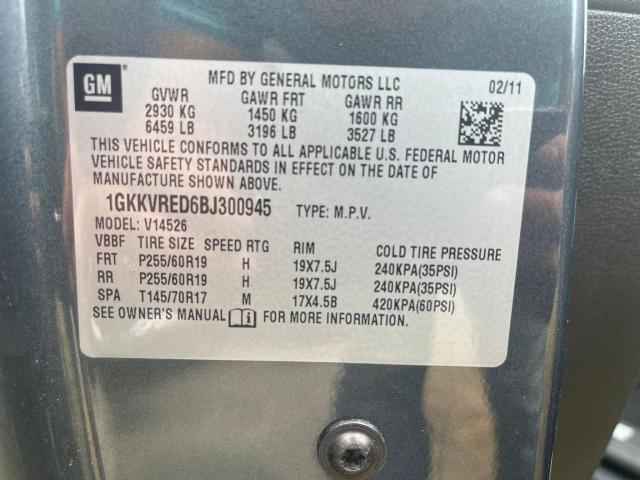 GM ® MFD BY GENERAL MOTORS LLC 02/11
GVWR GAWR FRT GAWR RR
2930 KG 1450 KG 1600 KG
6459 LB 3196 LB 3527 LB
THIS VEHICLE CONFORMS TO ALL APPLICABLE U.S. FEDERAL MOTOR
VEHICLE SAFETY STANDARDS IN EFFECT ON THE DATE OF
MANUFACTURE SHOWN ABOVE.
1GKKVRED6BJ300945 TYPE: M.P.V.
MODEL: V14526
VBBF TIRE SIZE SPEED RTG RIM COLD TIRE PRESSURE
FRT P255/60R19 H 19X7.5J 240KPA(35PSI)
RR P255/60R19 H 19X7.5J 240KPA(35PSI)
SPA T145/70R17 M 17X4.5B 420KPA(60PSI)
SEE OWNER'S MANUAL FOR MORE INFORMATION.